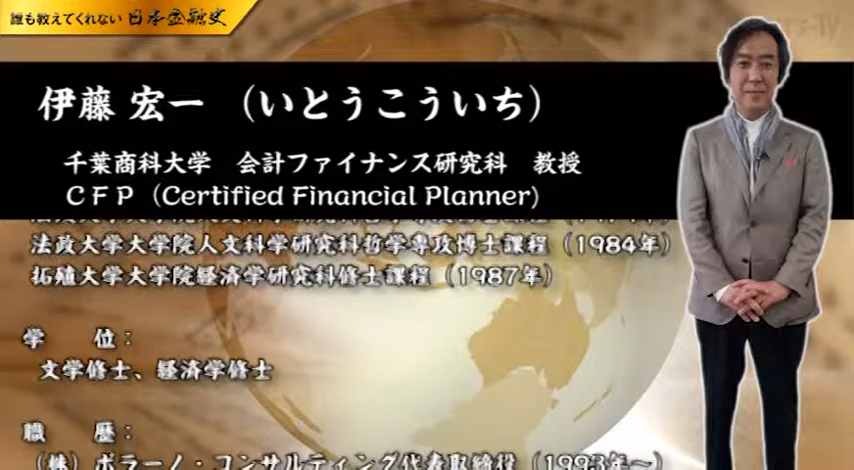 誰も教えてくれない 日本金融史
伊藤 宏一 (いとうこういち)
千葉商科大学 会計ファイナンス研究科 教授
CFP (Certified Financial Planner)
法政大学大学院人文科学研究科哲学専攻博士課程 (1984年)
拓殖大学大学院経済学研究科修士課程 (1987年)
学 位:
文学修士、経済学修士
職 歴:
(株) ポラーノ・コンサルティング代表取締役 (1993年~)